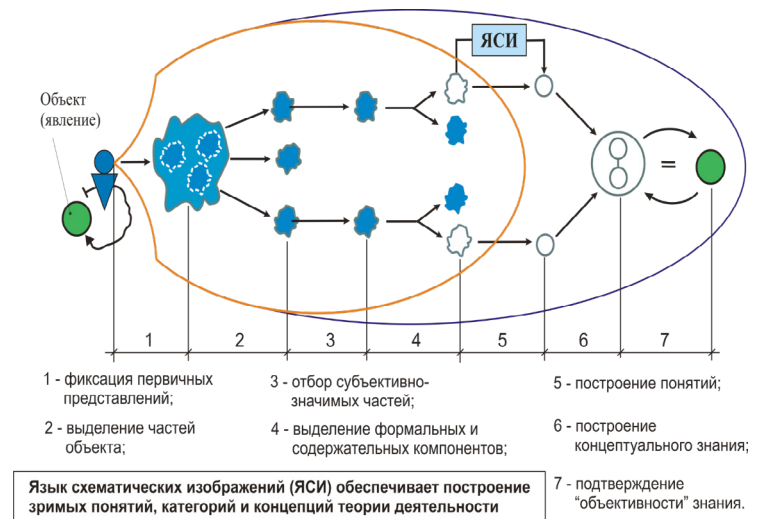 ЯСИ
Объект
(явление)
=
1 2 3 4 5 6 7
1 - фиксация первичных
представлений;
2 - выделение частей
объекта;
3 - отбор субъективно-
значимых частей;
4 - выделение формальных и
содержательных компонентов;
5 - построение понятий;
6 - построение
концептуального знания;
7 - подтверждение
“объективности” знания.
Язык схематических изображений (ЯСИ) обеспечивает построение
зримых понятий, категорий и концепций теории деятельности